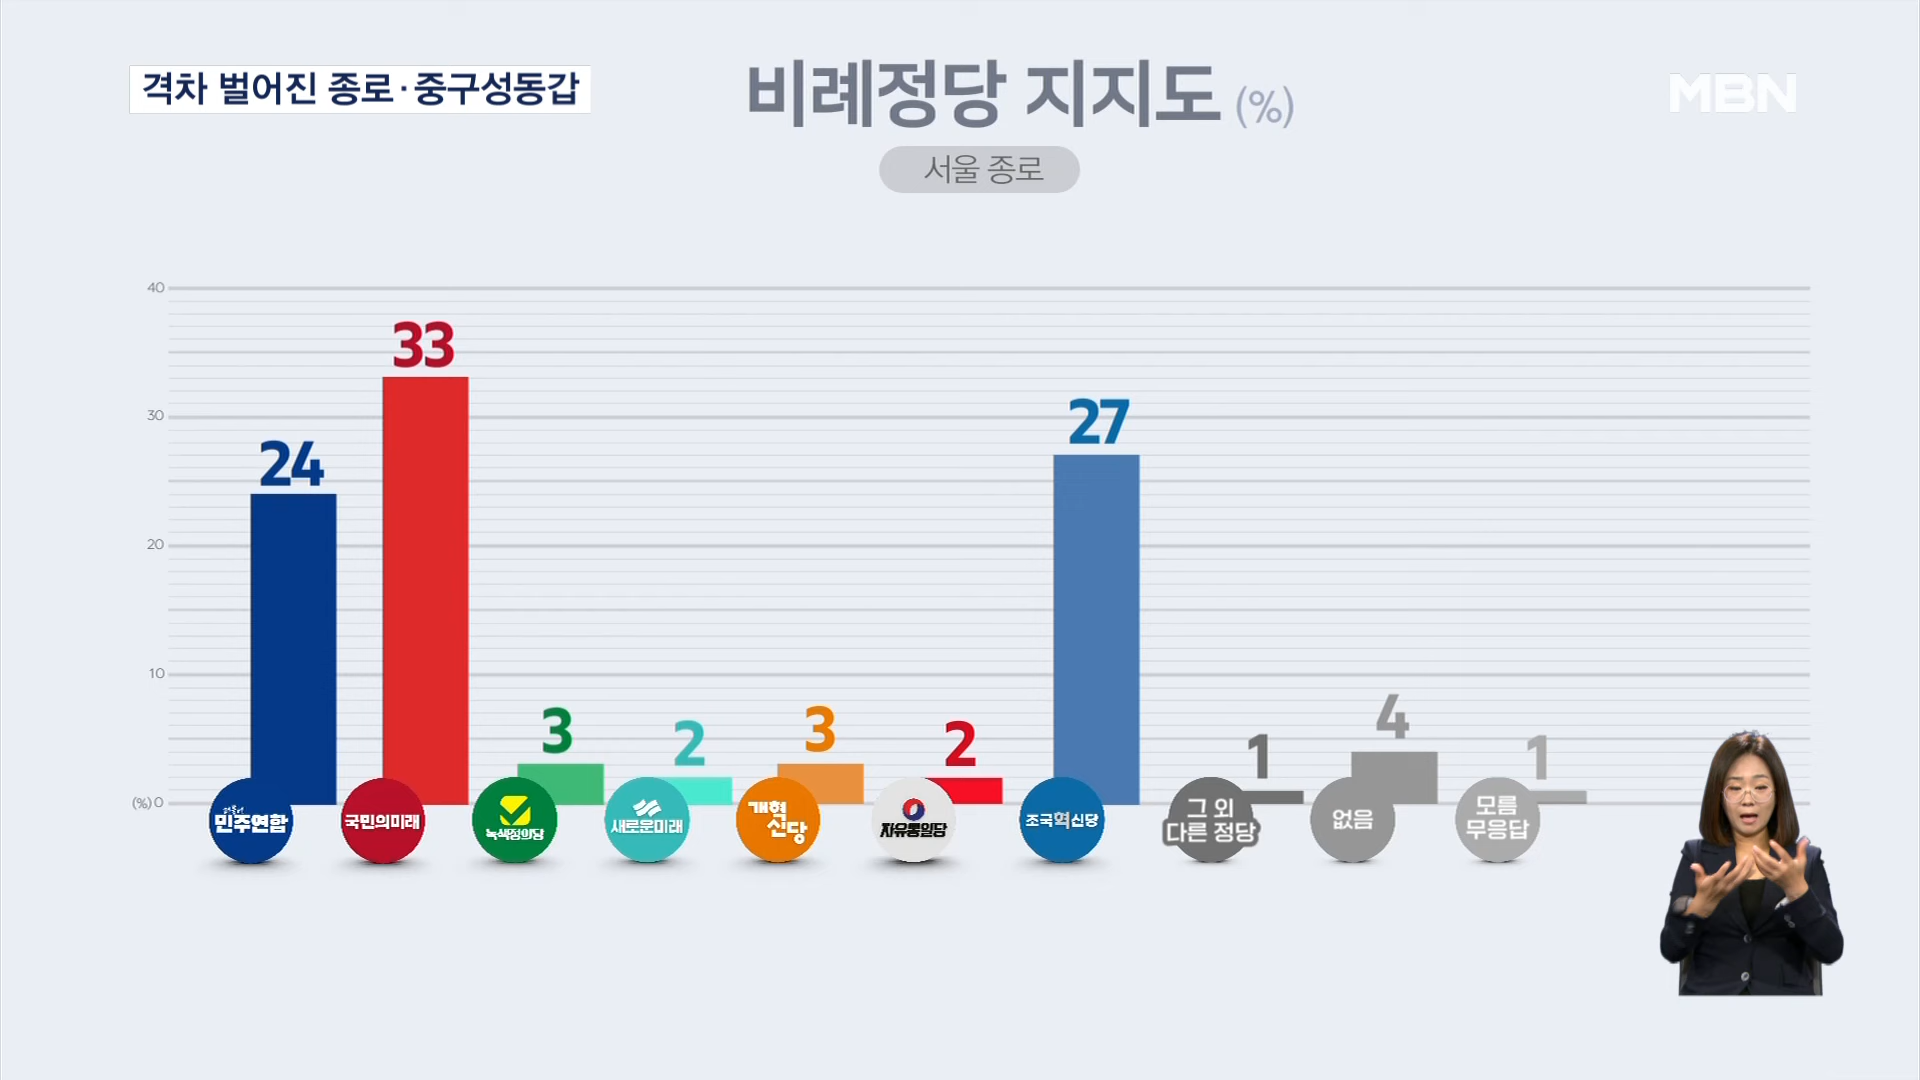 격차 벌어진 종로·중구성동갑
비례정당 지지도 (%)
MBN
서울 종로
40
30
20
10
(%) 0
24
33
3
2
3
2
27
1
4
1
더불어
민주연합
국민의미래
녹색정의당
새로운미래
개혁
신당
자유통일당
조국혁신당
그 외
다른 정당
없음
모름
무응답